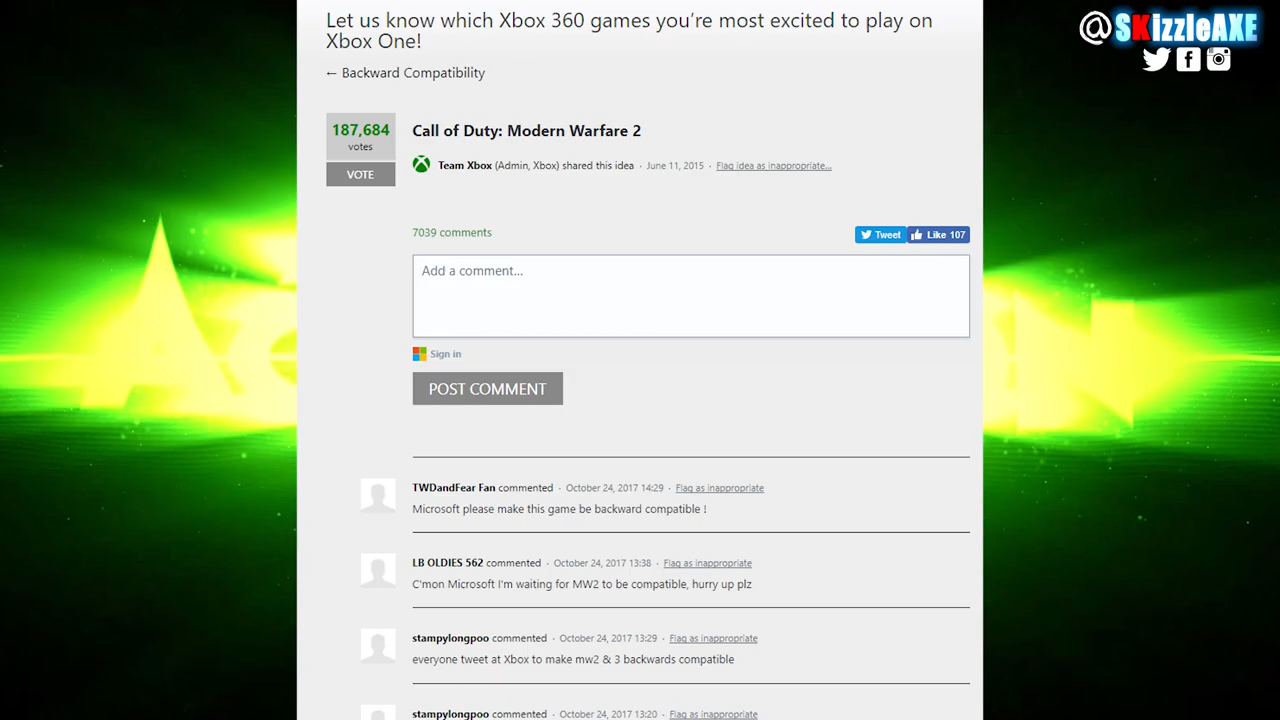 @SKizzleAXE
Let us know which Xbox 360 games you're most excited to play on
Xbox One!
← Backward Compatibility
187,684
votes
VOTE
Call of Duty: Modern Warfare 2
Team Xbox (Admin, Xbox) shared this idea · June 11, 2015 · Flag idea as inappropriate...
7039 comments
Tweet
Like 107
Add a comment...
Sign in
POST COMMENT
TWDandFear Fan commented · October 24, 2017 14:29 · Flag as inappropriate
Microsoft please make this game be backward compatible !
LB OLDIES 562 commented · October 24, 2017 13:38 · Flag as inappropriate
C'mon Microsoft I'm waiting for MW2 to be compatible, hurry up plz
stampylongpoo commented · October 24, 2017 13:29 · Flag as inappropriate
everyone tweet at Xbox to make mw2 & 3 backwards compatible
stampylongpoo commented · October 24, 2017 13:20 · Flag as inappropriate